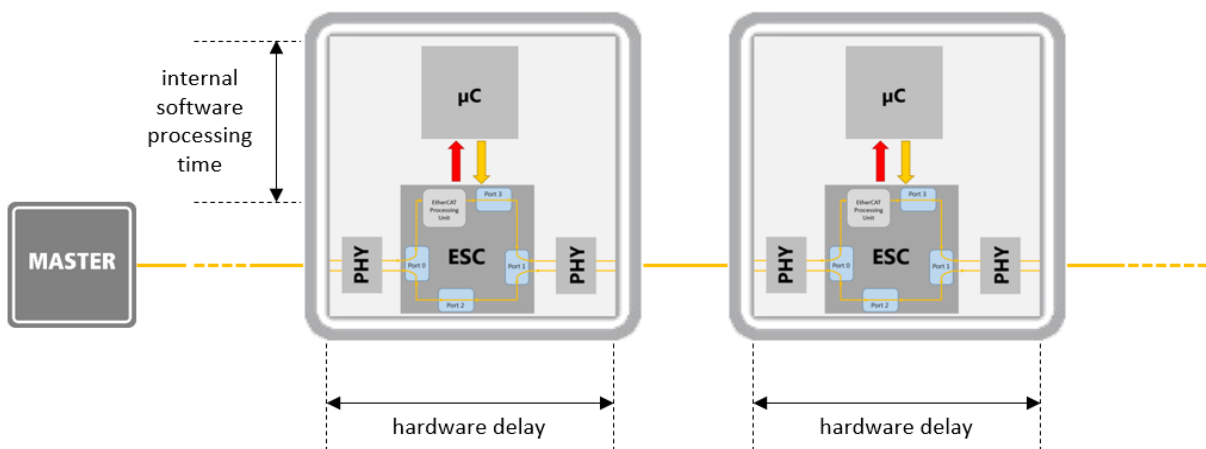 internal
software
processing
time
MASTER
µC
EtherCAT
Processing
Unit
Port 3
PHY
Port 0
ESC
Port 1
PHY
Port 2
hardware delay
µC
EtherCAT
Processing
Unit
Port 3
PHY
Port 0
ESC
Port 1
PHY
Port 2
hardware delay